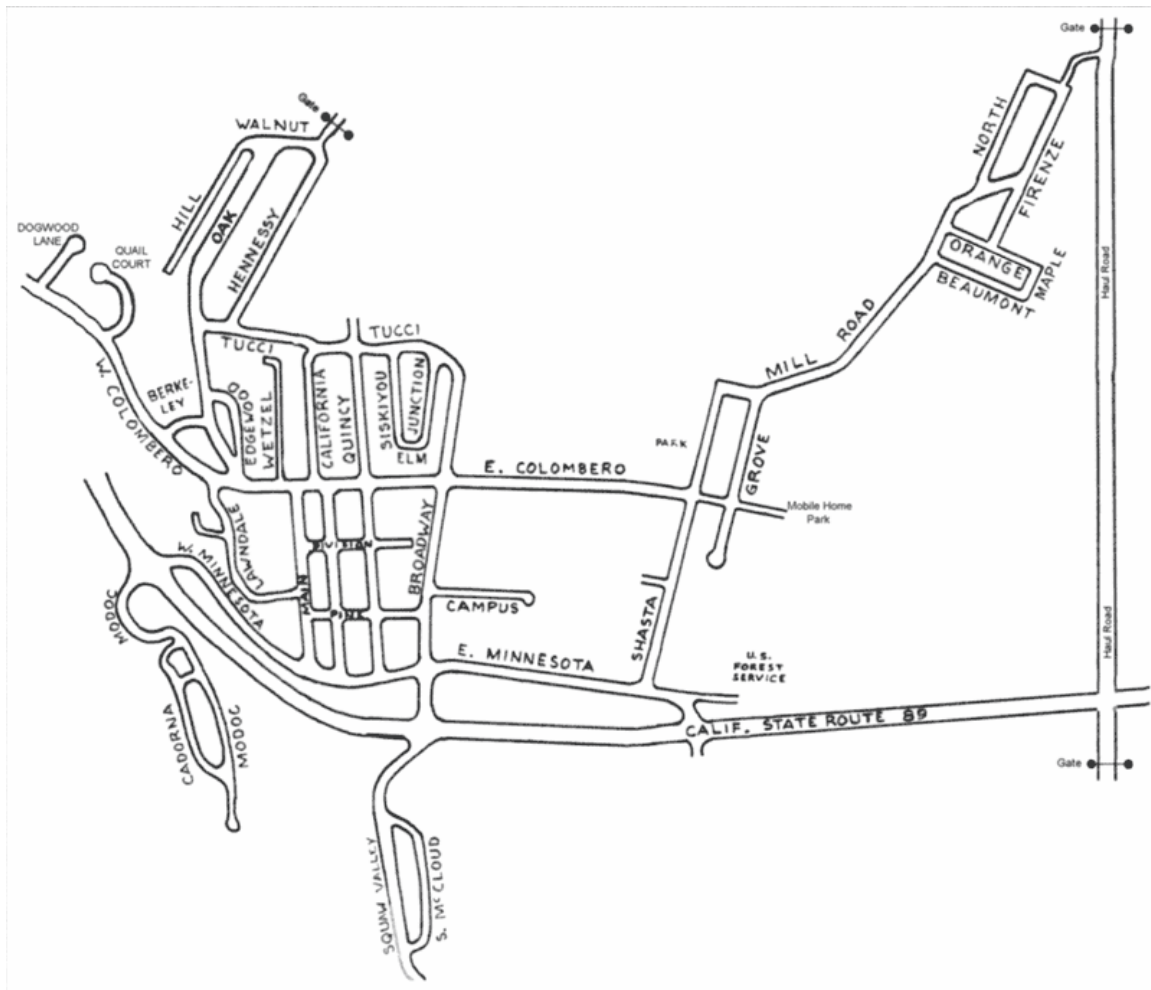 Gate
Gate
WALNUT
NORTH
FIRENZE
HILL
OAK
HENNESSY
DOGWOOD
LANE
QUAIL
COURT
ORANGE
MAPLE
BEAUMONT
Haul Road
TUCCI
TUCCI
MILL ROAD
W. COLOMBERO
BERKE-
LEY
EDGEWOOD
WETZEL
CALIFORNIA
QUINCY
SISKIYOU
JUNCTION
ELM
PARK
GROVE
E. COLOMBERO
Mobile Home
Park
LAWNDALE
W. MINNESOTA
MAIN
DIVISION
BROADWAY
PINE
CAMPUS
SHASTA
Haul Road
MODOC
E. MINNESOTA
U.S.
FOREST
SERVICE
CADORNA
MODOC
CALIF. STATE ROUTE 89
Gate
SQUAW VALLEY
S. McCLOUD